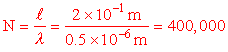 N = ℓ/λ = (2 × 10⁻¹ m)/(0.5 × 10⁻⁶ m) = 400,000